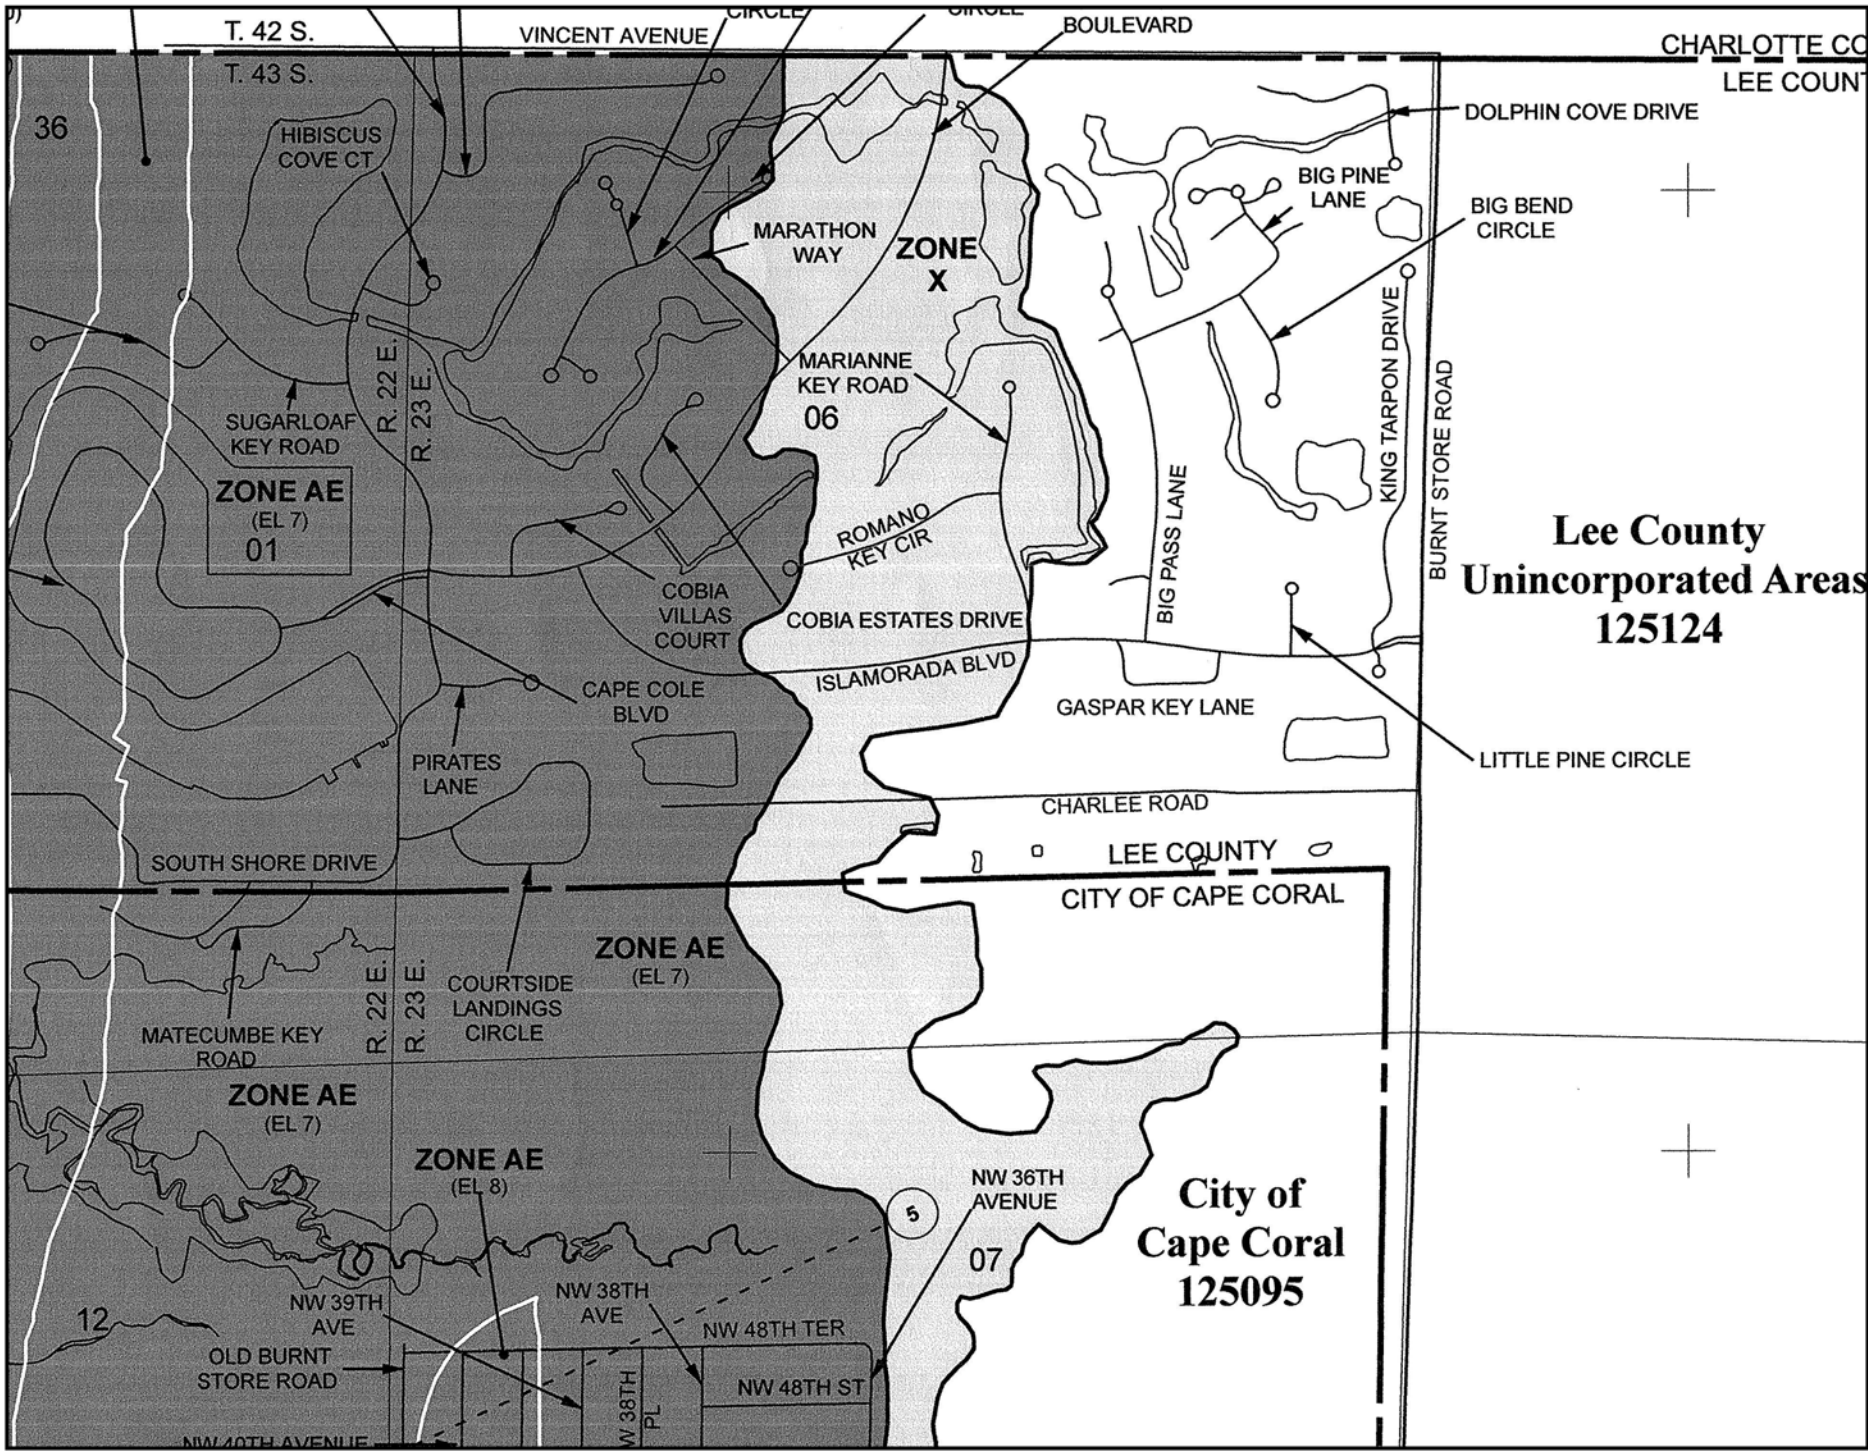 CIRCLE
CIRCLE
BOULEVARD
T. 42 S.
VINCENT AVENUE
CHARLOTTE CO
T. 43 S.
LEE COUNT
36
HIBISCUS
COVE CT
DOLPHIN COVE DRIVE
BIG PINE
LANE
BIG BEND
CIRCLE
MARATHON
WAY
ZONE
X
R. 22 E.
R. 23 E.
MARIANNE
KEY ROAD
06
KING TARPON DRIVE
BURNT STORE ROAD
SUGARLOAF
KEY ROAD
ZONE AE
(EL 7)
01
ROMANO
KEY CIR
BIG PASS LANE
Lee County
Unincorporated Areas
125124
COBIA
VILLAS
COURT
COBIA ESTATES DRIVE
ISLAMORADA BLVD
CAPE COLE
BLVD
GASPAR KEY LANE
PIRATES
LANE
LITTLE PINE CIRCLE
CHARLEE ROAD
SOUTH SHORE DRIVE
LEE COUNTY
CITY OF CAPE CORAL
ZONE AE
(EL 7)
R. 22 E.
R. 23 E.
COURTSIDE
LANDINGS
CIRCLE
MATECUMBE KEY
ROAD
ZONE AE
(EL 7)
ZONE AE
(EL 8)
NW 36TH
AVENUE
5
07
City of
Cape Coral
125095
12
NW 39TH
AVE
NW 38TH
AVE
NW 48TH TER
OLD BURNT
STORE ROAD
W 38TH
PL
NW 48TH ST
NW 40TH AVENUE